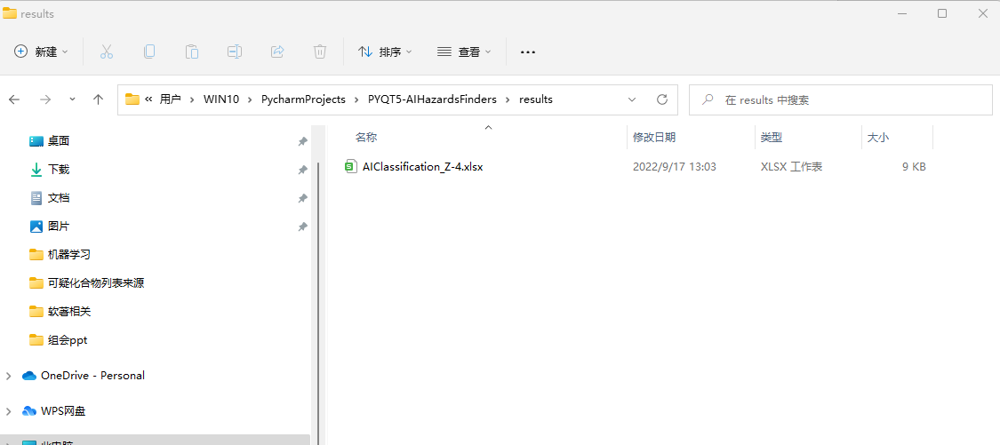 results
新建
排序
查看
用户 WIN10 PycharmProjects PYQT5-AIHazardsFinders results
在 results 中搜索
名称 修改日期 类型 大小
AIClassification_Z-4.xlsx 2022/9/17 13:03 XLSX 工作表 9 KB
桌面
下载
文档
图片
机器学习
可疑化合物列表来源
软著相关
组会ppt
OneDrive - Personal
WPS网盘
此电脑